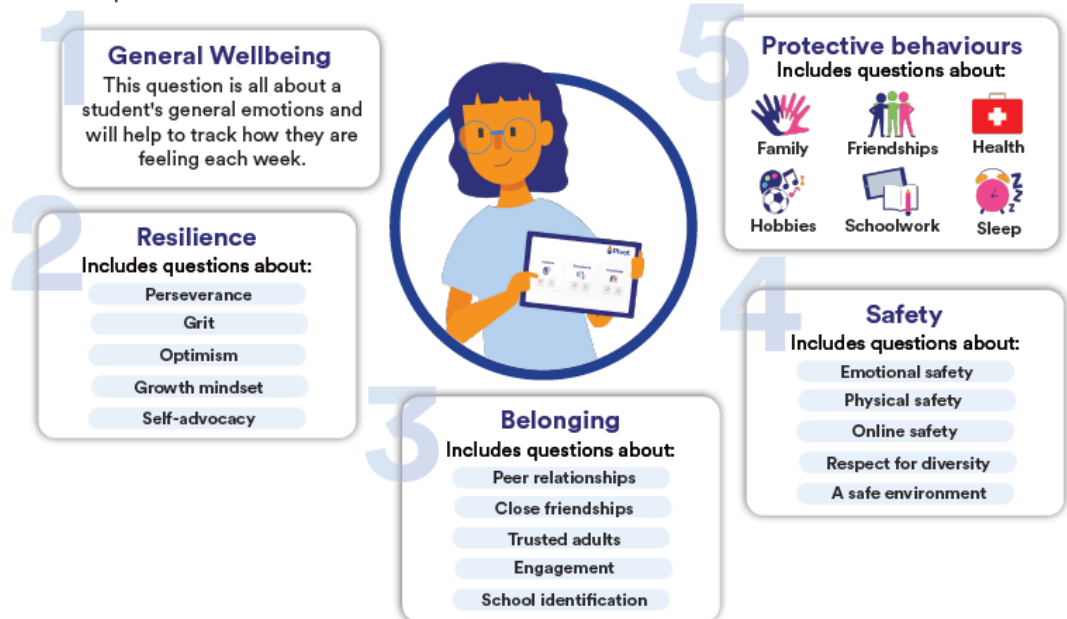 1
General Wellbeing
This question is all about a
student's general emotions and
will help to track how they are
feeling each week.
2
Resilience
Includes questions about:
Perseverance
Grit
Optimism
Growth mindset
Self-advocacy
3
Belonging
Includes questions about:
Peer relationships
Close friendships
Trusted adults
Engagement
School identification
4
Safety
Includes questions about:
Emotional safety
Physical safety
Online safety
Respect for diversity
A safe environment
5
Protective behaviours
Includes questions about:
Family
Friendships
Health
Hobbies
Schoolwork
Sleep
Z
Z
Z
Z
Pivot